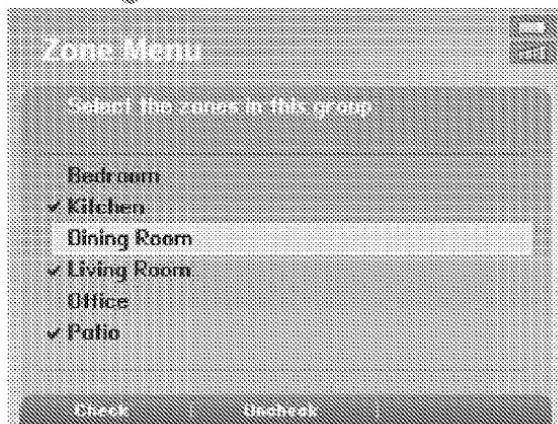 Zone Menu
Select the zones in this group
Bedroom
✓ Kitchen
Dining Room
✓ Living Room
Office
✓ Patio
Check Uncheck